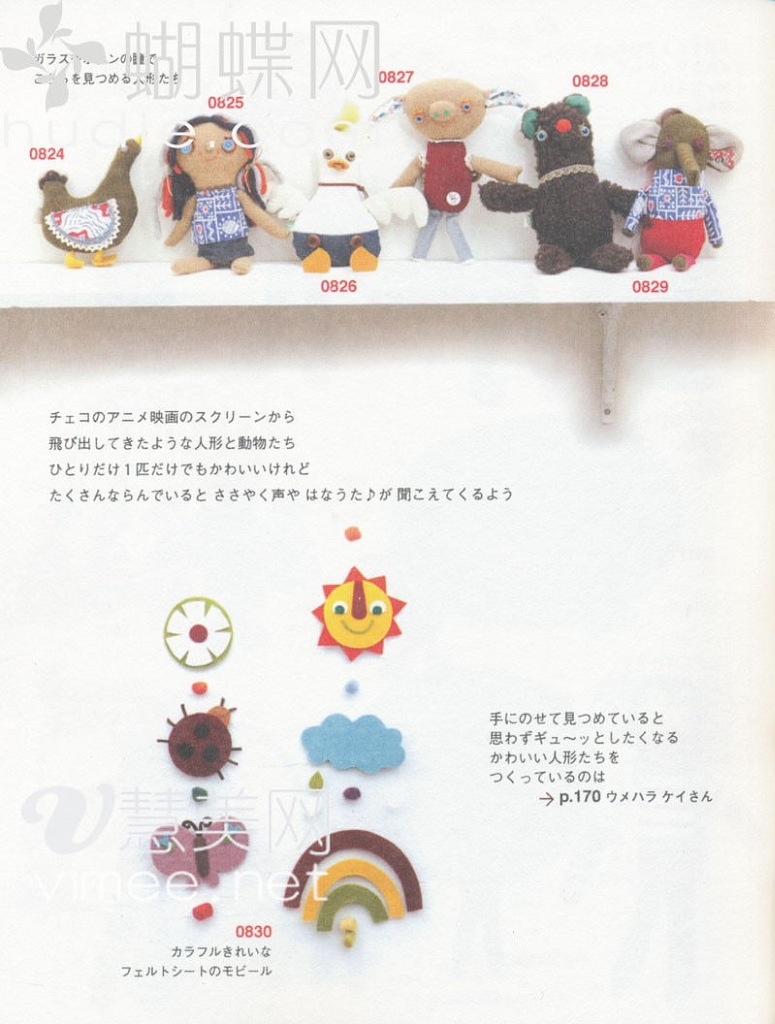 ガラスやボタンの瞳で
こちらを見つめる人形たち
蝴蝶网
hudie.co
0824
0825
0826
0827
0828
0829
チェコのアニメ映画のスクリーンから
飛び出してきたような人形と動物たち
ひとりだけ1匹だけでもかわいいけれど
たくさんならんでいると ささやく声や はなうた♪が 聞こえてくるよう
手にのせて見つめていると
思わずギュ〜ッとしたくなる
かわいい人形たちを
つくっているのは
→ p.170 ウメハラ ケイさん
慧美网
vimee.net
0830
カラフルきれいな
フェルトシートのモビール